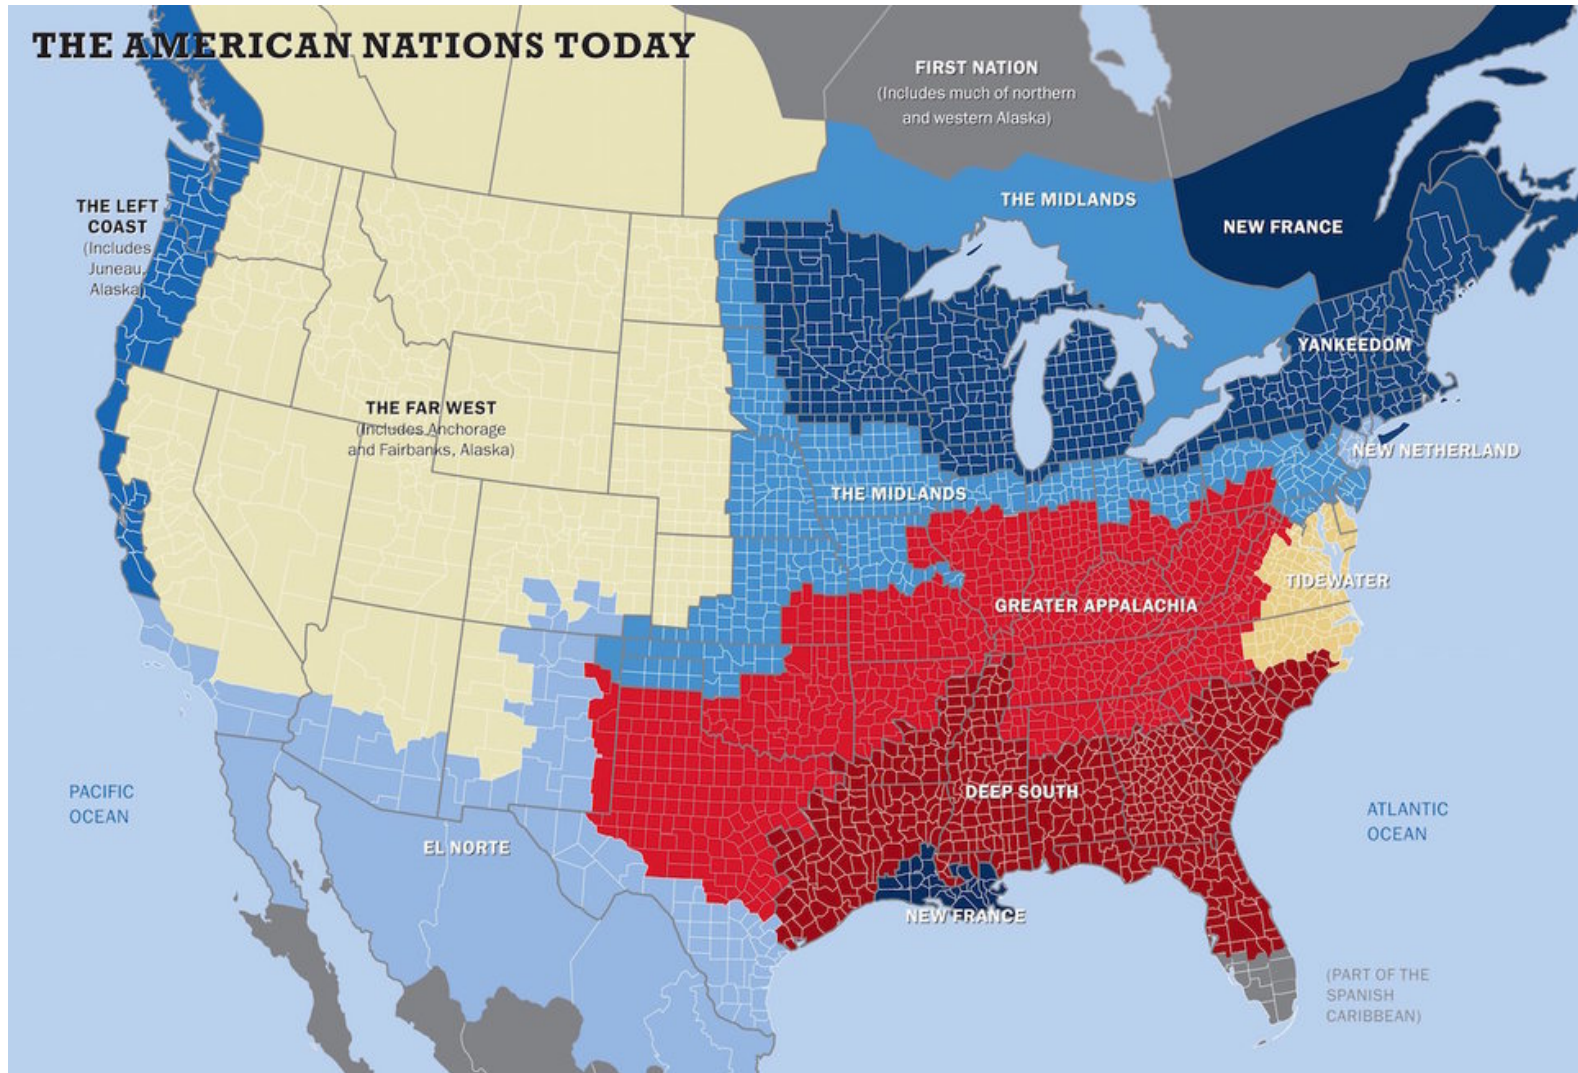 THE AMERICAN NATIONS TODAY
FIRST NATION
(Includes much of northern
and western Alaska)
THE MIDLANDS
NEW FRANCE
THE LEFT
COAST
(Includes
Juneau,
Alaska)
YANKEEDOM
THE FAR WEST
(Includes Anchorage
and Fairbanks, Alaska)
NEW NETHERLAND
THE MIDLANDS
TIDEWATER
GREATER APPALACHIA
PACIFIC
OCEAN
DEEP SOUTH
ATLANTIC
OCEAN
EL NORTE
NEW FRANCE
(PART OF THE
SPANISH
CARIBBEAN)